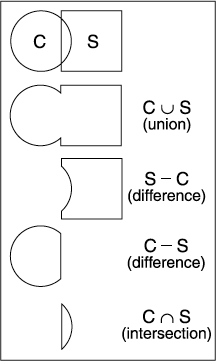 C S
C ∪ S
(union)
S − C
(difference)
C − S
(difference)
C ∩ S
(intersection)